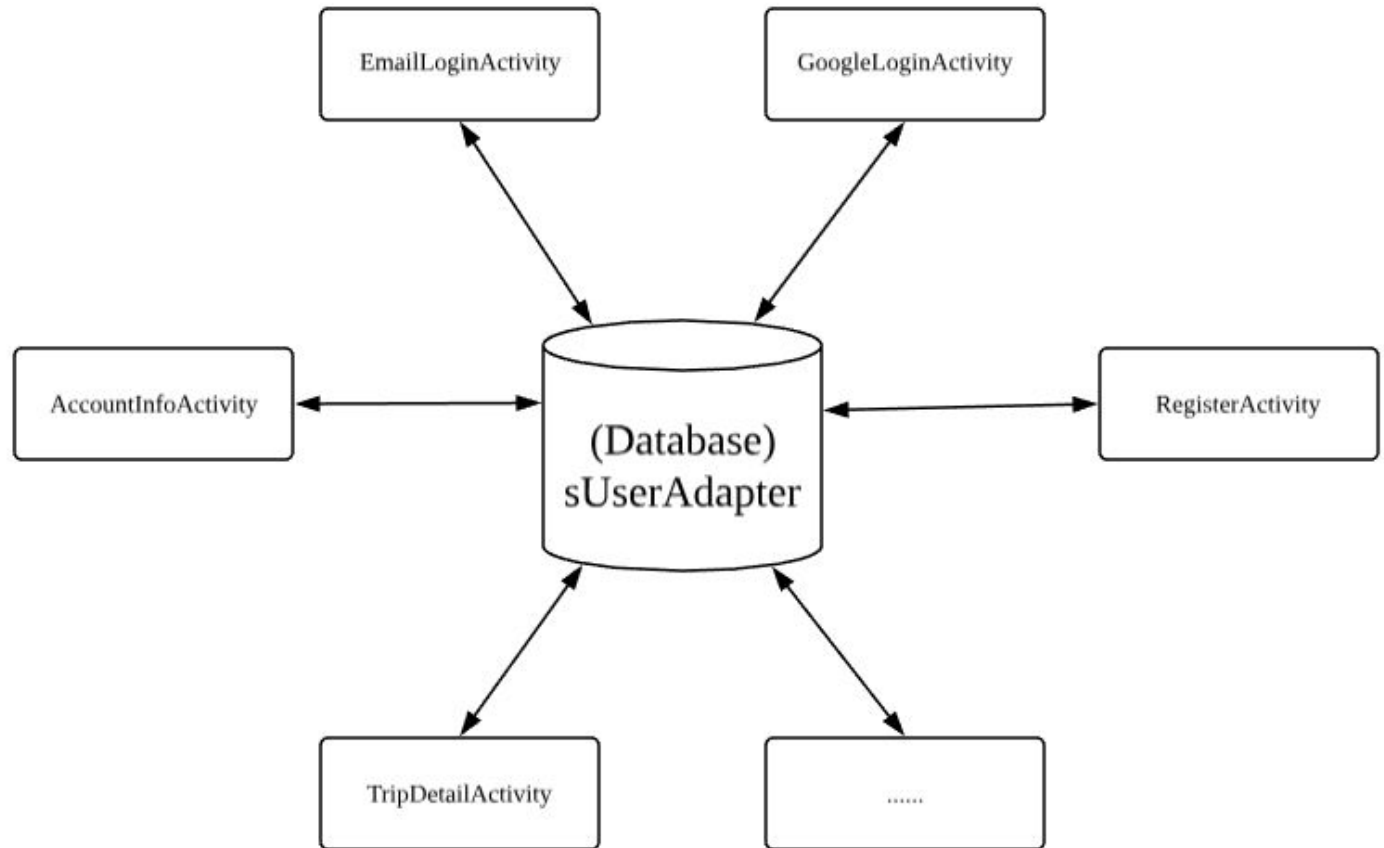 EmailLoginActivity
GoogleLoginActivity
AccountInfoActivity
RegisterActivity
(Database)
sUserAdapter
TripDetailActivity
......